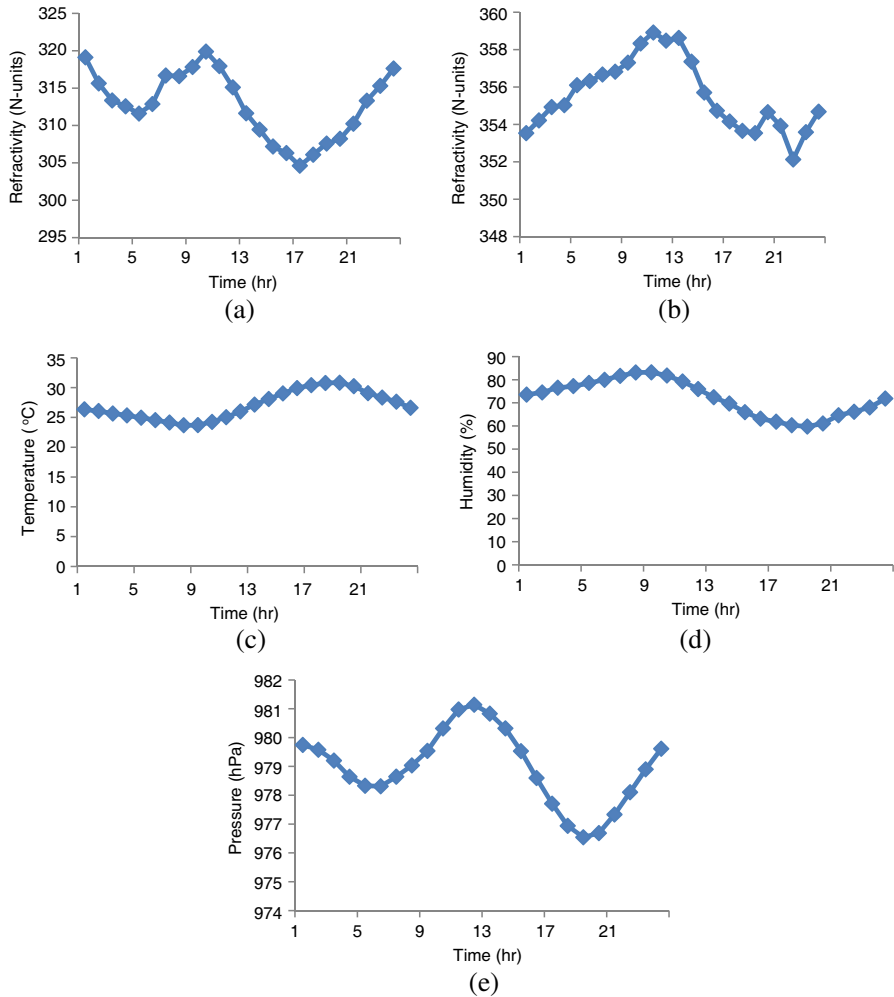 325
320
315
310
305
300
295
Refractivity (N-units)
1 5 9 13 17 21
Time (hr)
(a)
360
358
356
354
352
350
348
Refractivity (N-units)
1 5 9 13 17 21
Time (hr)
(b)
35
30
25
20
15
10
5
0
Temperature ( °C)
1 5 9 13 17 21
Time (hr)
(c)
90
80
70
60
50
40
30
20
10
0
Humidity (%)
1 5 9 13 17 21
Time (hr)
(d)
982
981
980
979
978
977
976
975
974
Pressure (hPa)
1 5 9 13 17 21
Time (hr)
(e)